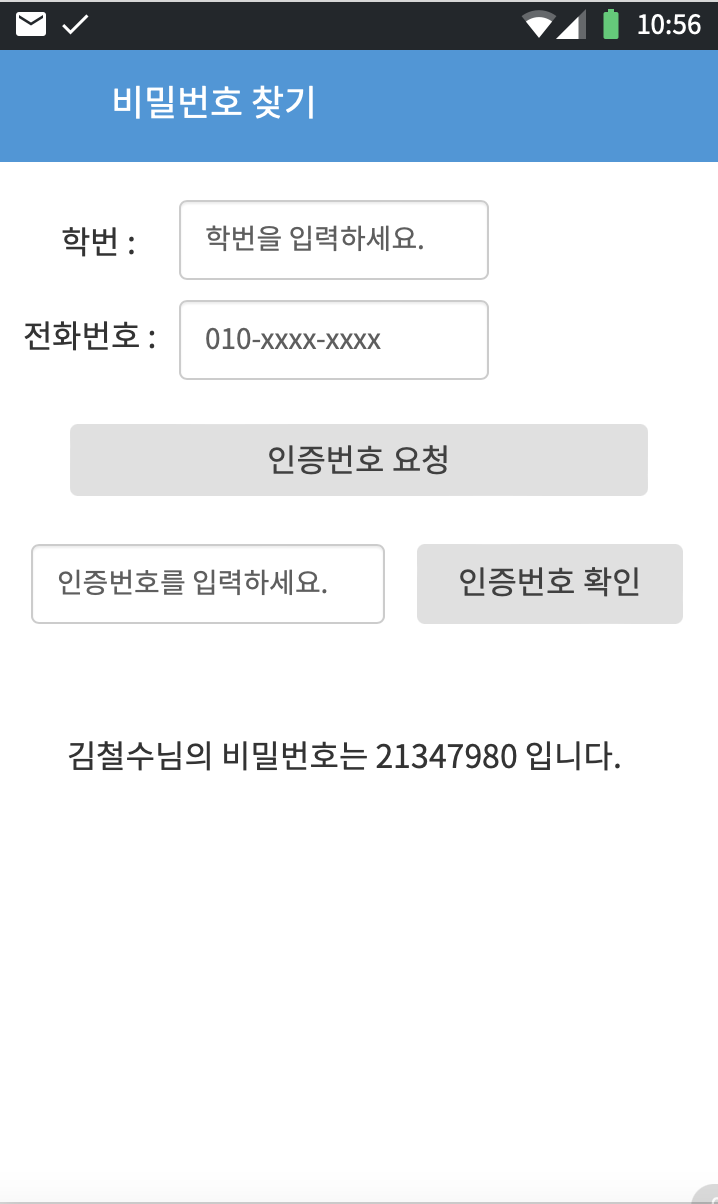 10:56
비밀번호 찾기
학번 :
학번을 입력하세요.
전화번호 :
010-xxxx-xxxx
인증번호 요청
인증번호를 입력하세요.
인증번호 확인
김철수님의 비밀번호는 21347980 입니다.